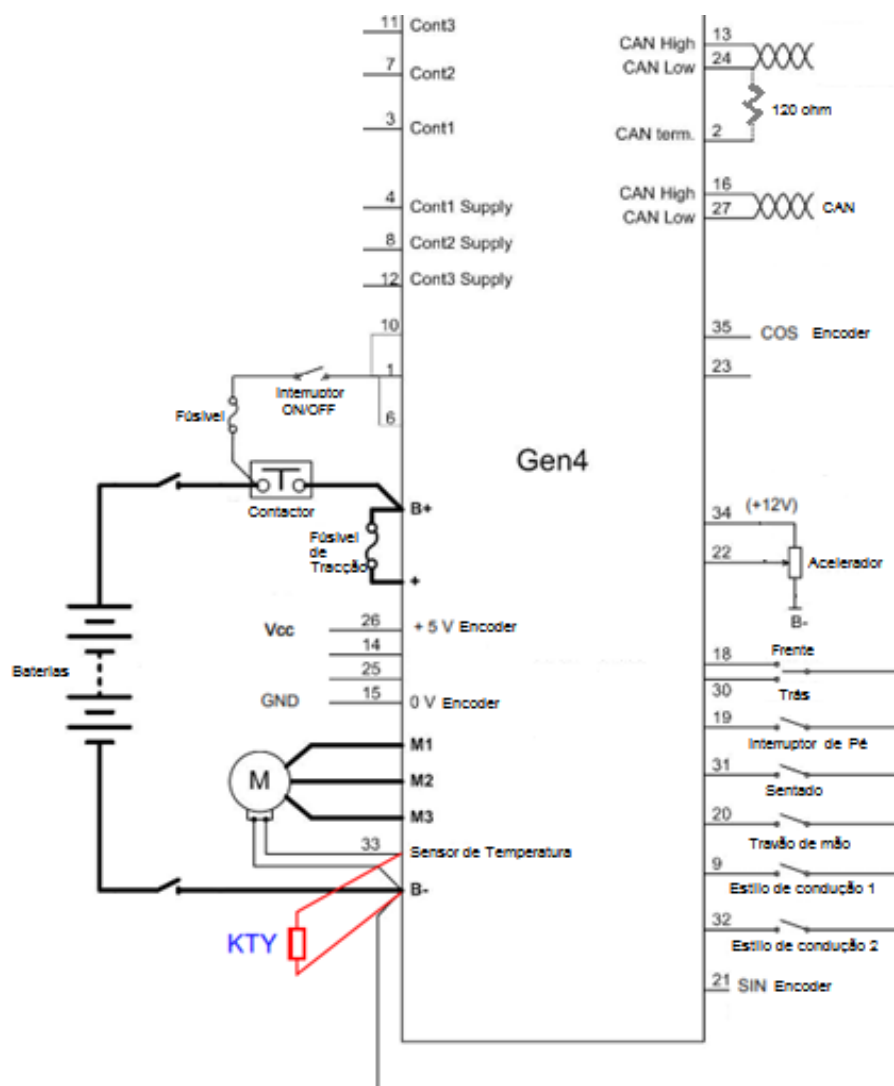 11 Cont3
7 Cont2
3 Cont1
4 Cont1 Supply
8 Cont2 Supply
12 Cont3 Supply
10
1
6
Interruptor
ON/OFF
Fúsivel
Contactor
B+
Fúsivel
de
Tracção
+
Baterias
Vcc 26 + 5 V Encoder
14
25
GND 15 0 V Encoder
M1
M
M2
M3
33 Sensor de Temperatura
B-
KTY
Gen4
CAN High 13
CAN Low 24
120 ohm
CAN term. 2
CAN High 16
CAN Low 27 CAN
35 COS Encoder
23
34 (+12V)
22 Acelerador
B-
18 Frente
30 Trás
19
Interruptor de Pé
31
Sentado
20
Travão de mão
9
Estilo de condução 1
32
Estilo de condução 2
21 SIN Encoder